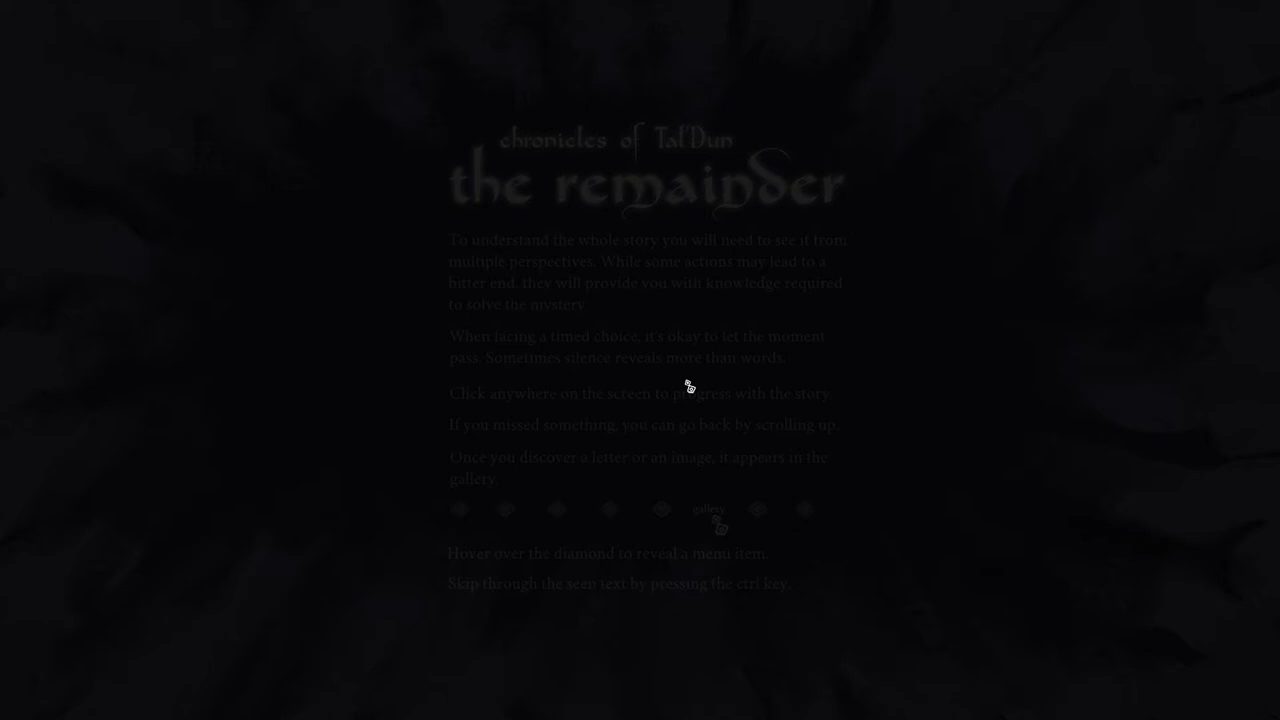 chronicles of Tal'Dun
the remainder
To understand the whole story you will need to see it from
multiple perspectives. While some actions may lead to a
bitter end, they will provide you with knowledge required
to solve the mystery.
When facing a timed choice, it's okay to let the moment
pass. Sometimes silence reveals more than words.
Click anywhere on the screen to progress with the story.
If you missed something, you can go back by scrolling up.
Once you discover a letter or an image, it appears in the
gallery.
gallery
Hover over the diamond to reveal a menu item.
Skip through the seen text by pressing the ctrl key.